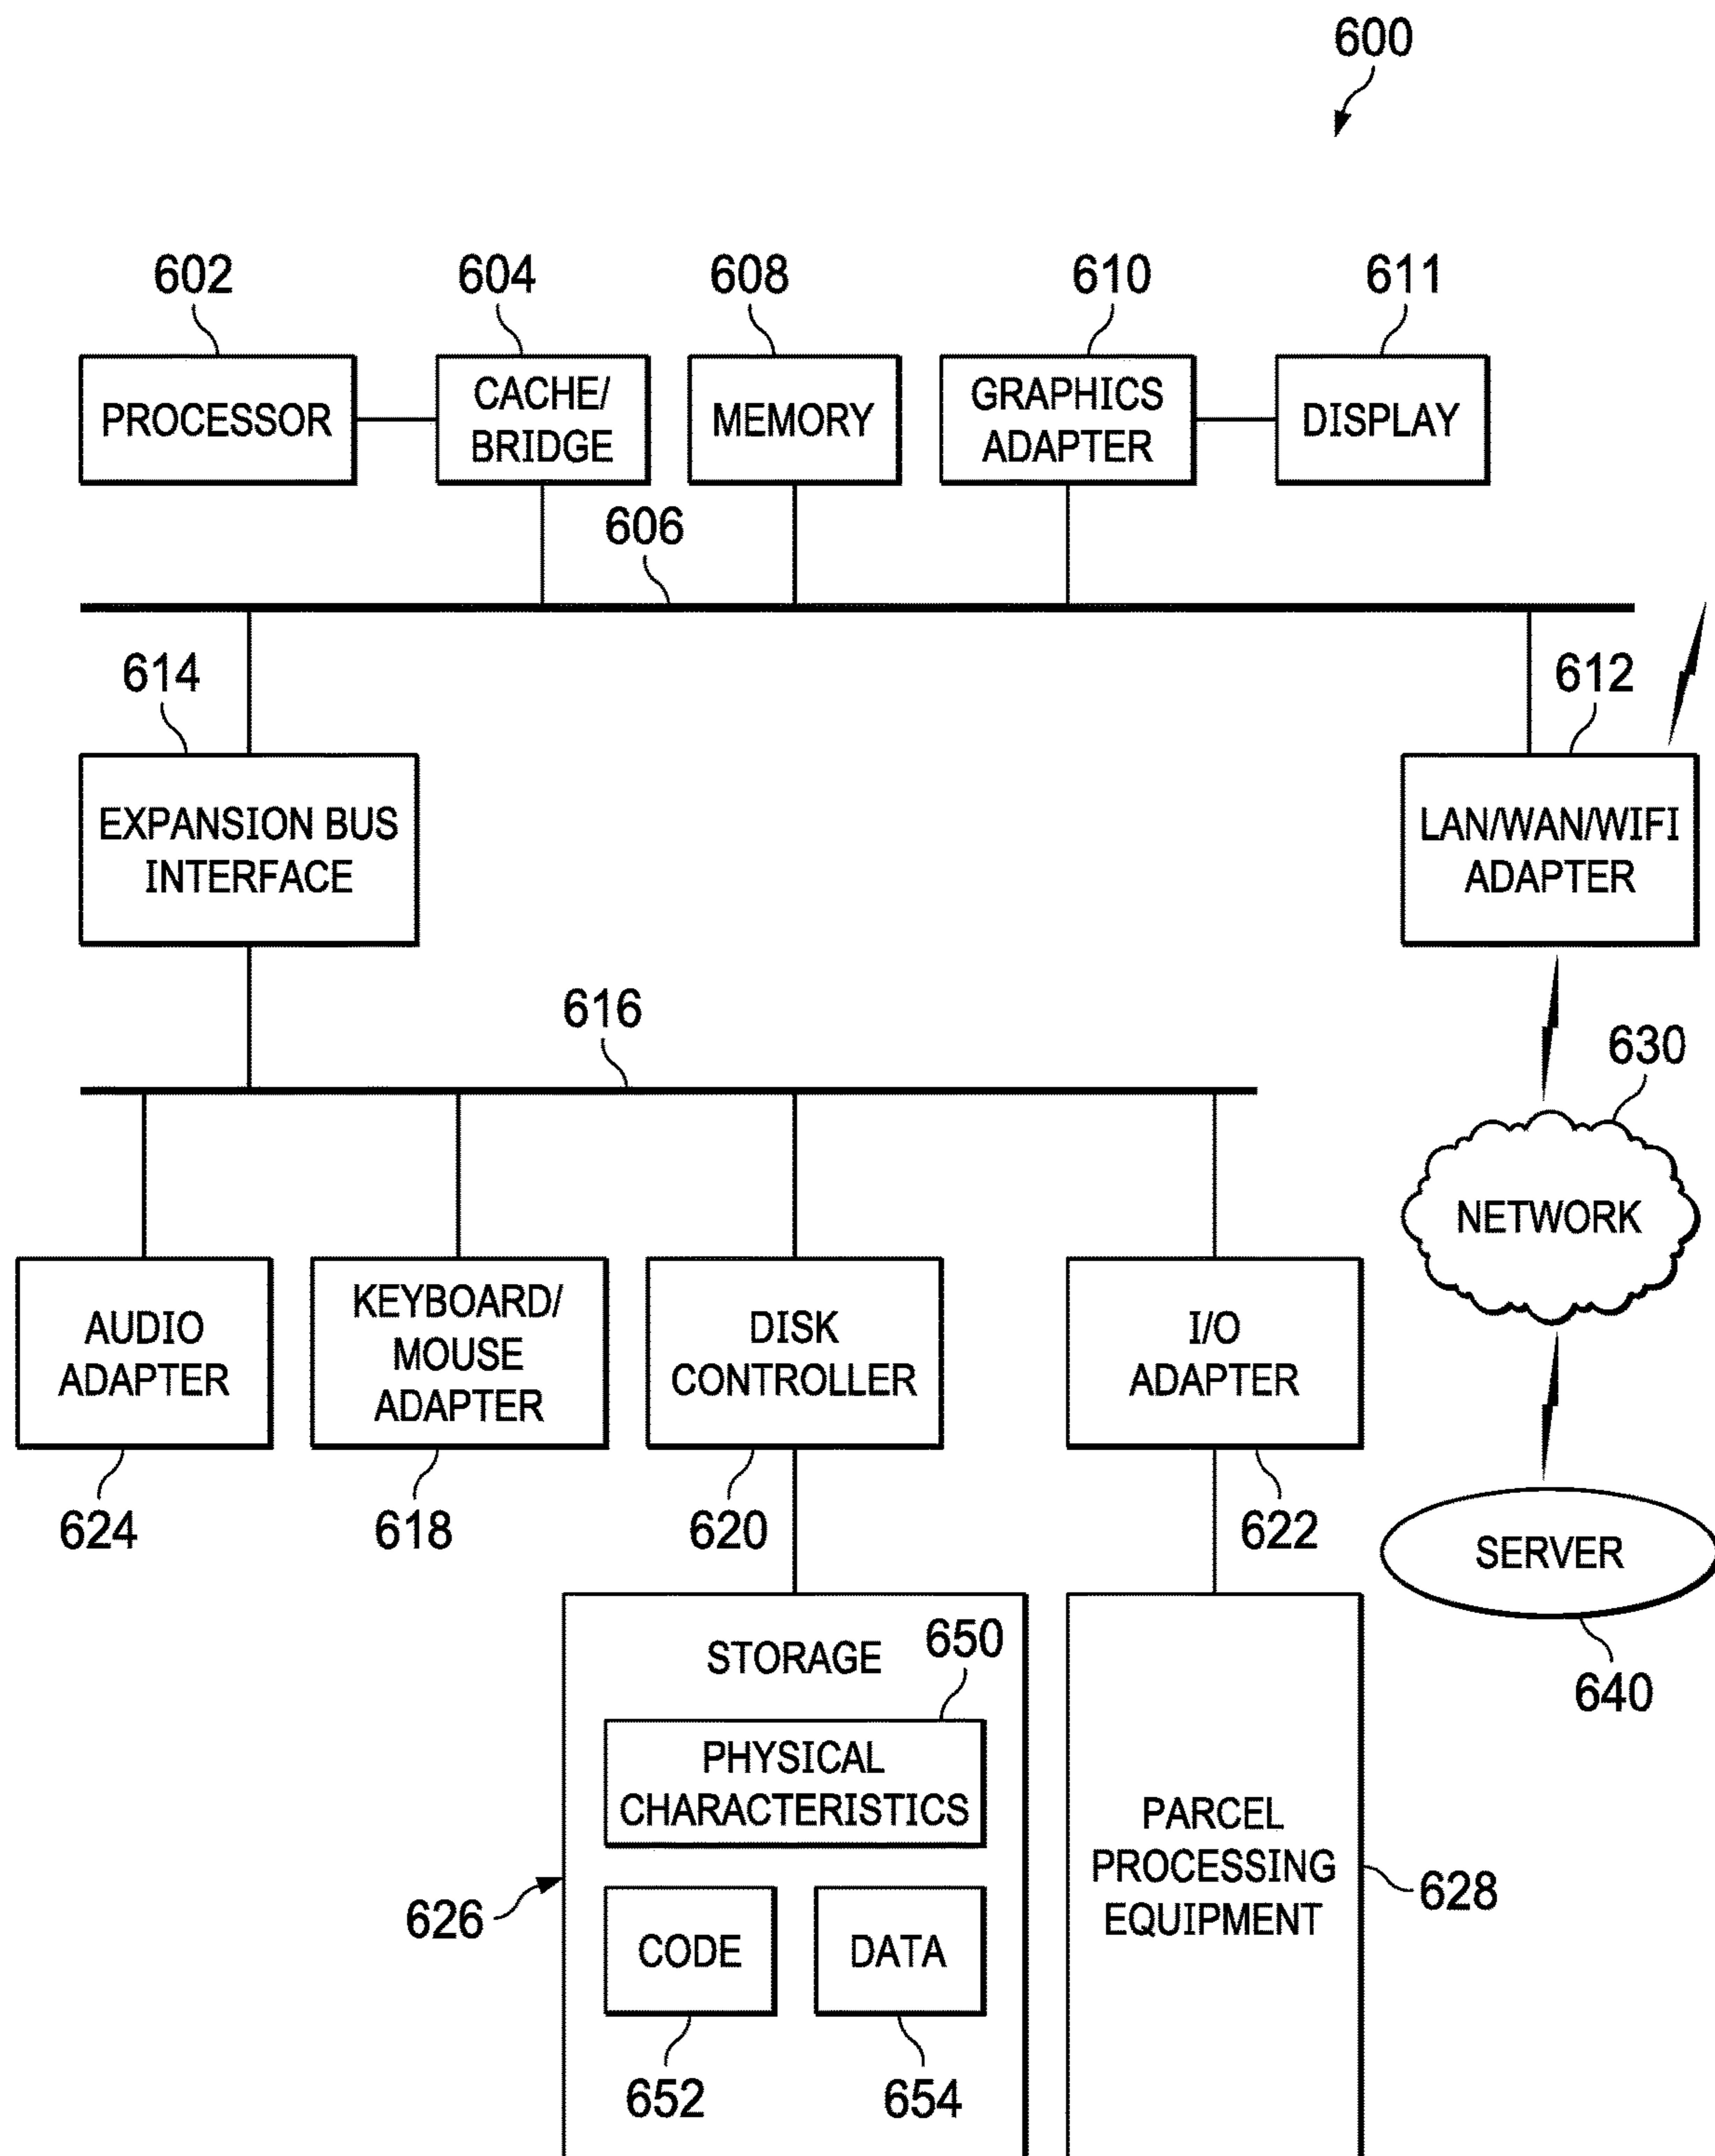 600
602
604
608
610
611
PROCESSOR
CACHE/
BRIDGE
MEMORY
GRAPHICS
ADAPTER
DISPLAY
606
614
612
EXPANSION BUS
INTERFACE
LAN/WAN/WIFI
ADAPTER
616
630
NETWORK
AUDIO
ADAPTER
KEYBOARD/
MOUSE
ADAPTER
DISK
CONTROLLER
I/O
ADAPTER
624
618
620
622
SERVER
640
STORAGE
650
PHYSICAL
CHARACTERISTICS
626
CODE
DATA
652
654
PARCEL
PROCESSING
EQUIPMENT
628